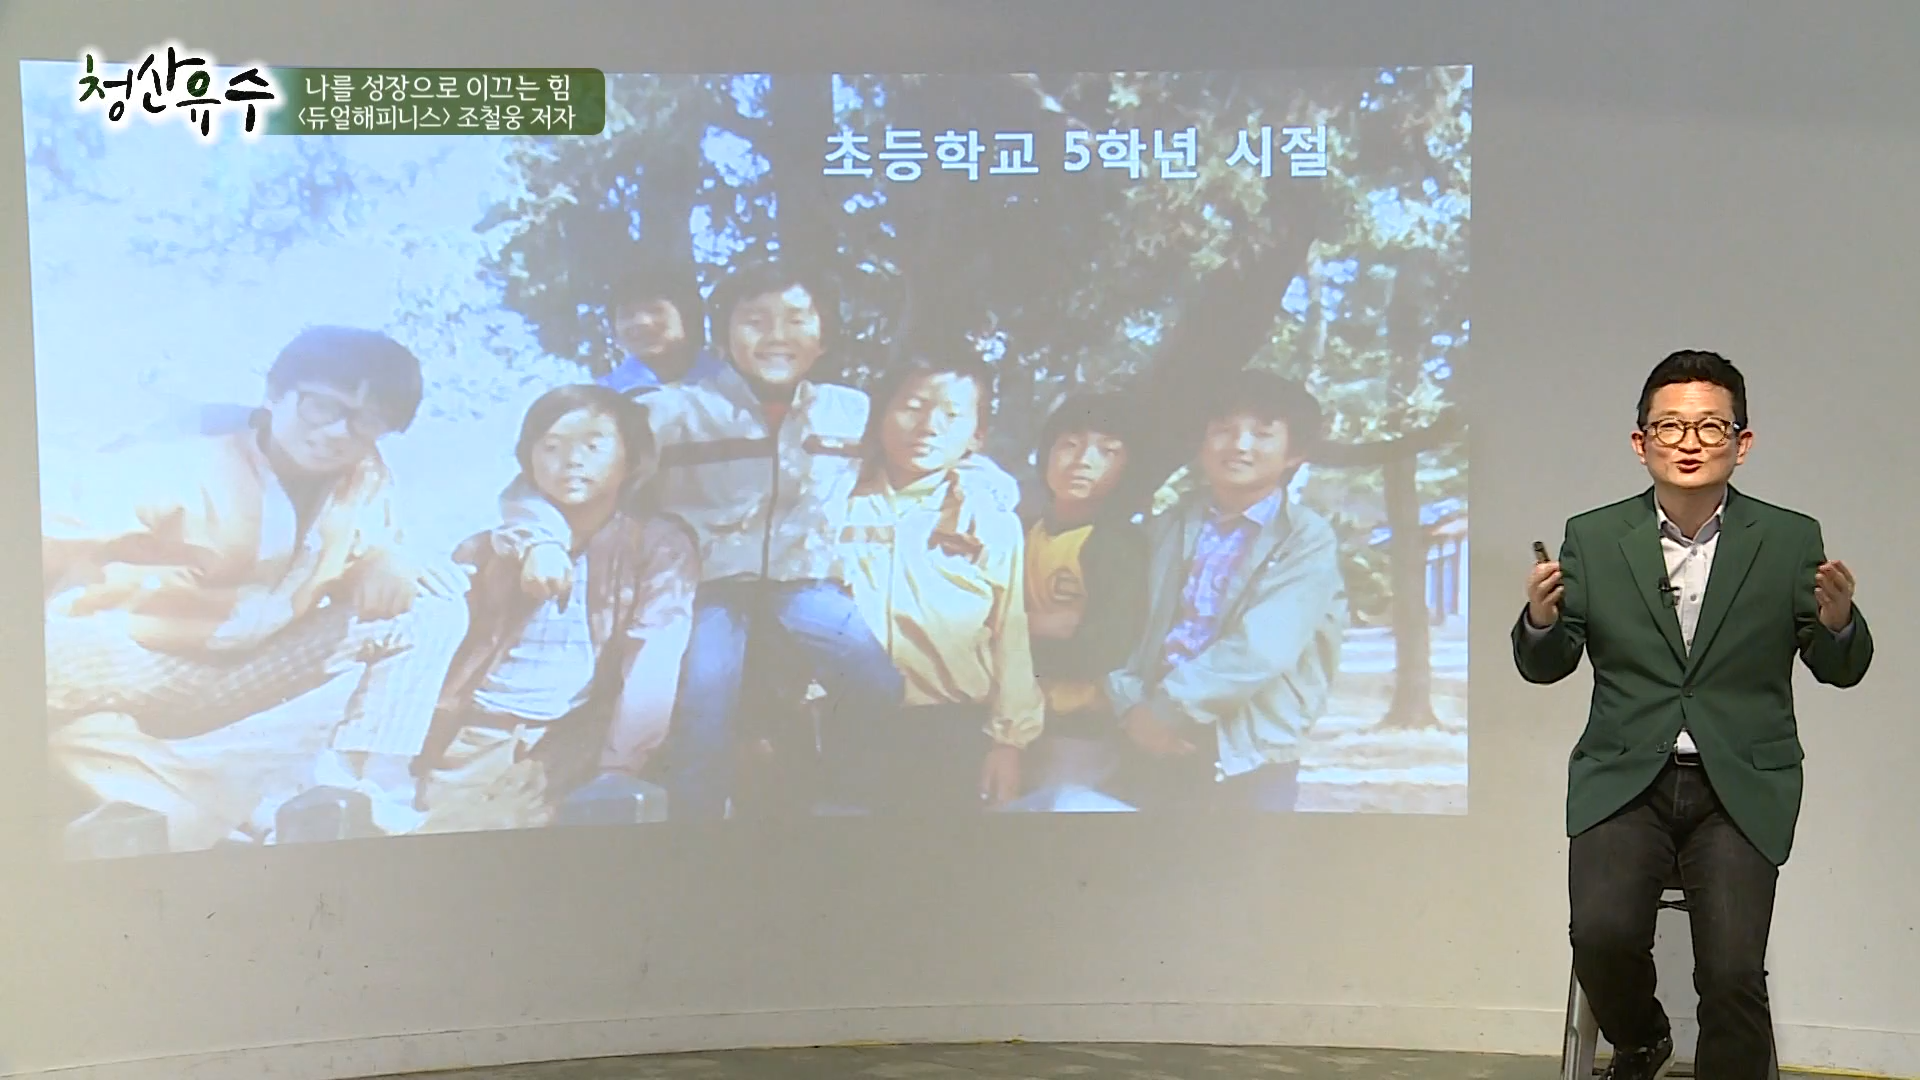 청산유수
나를 성장으로 이끄는 힘
<듀얼해피니스> 조철웅 저자
초등학교 5학년 시절